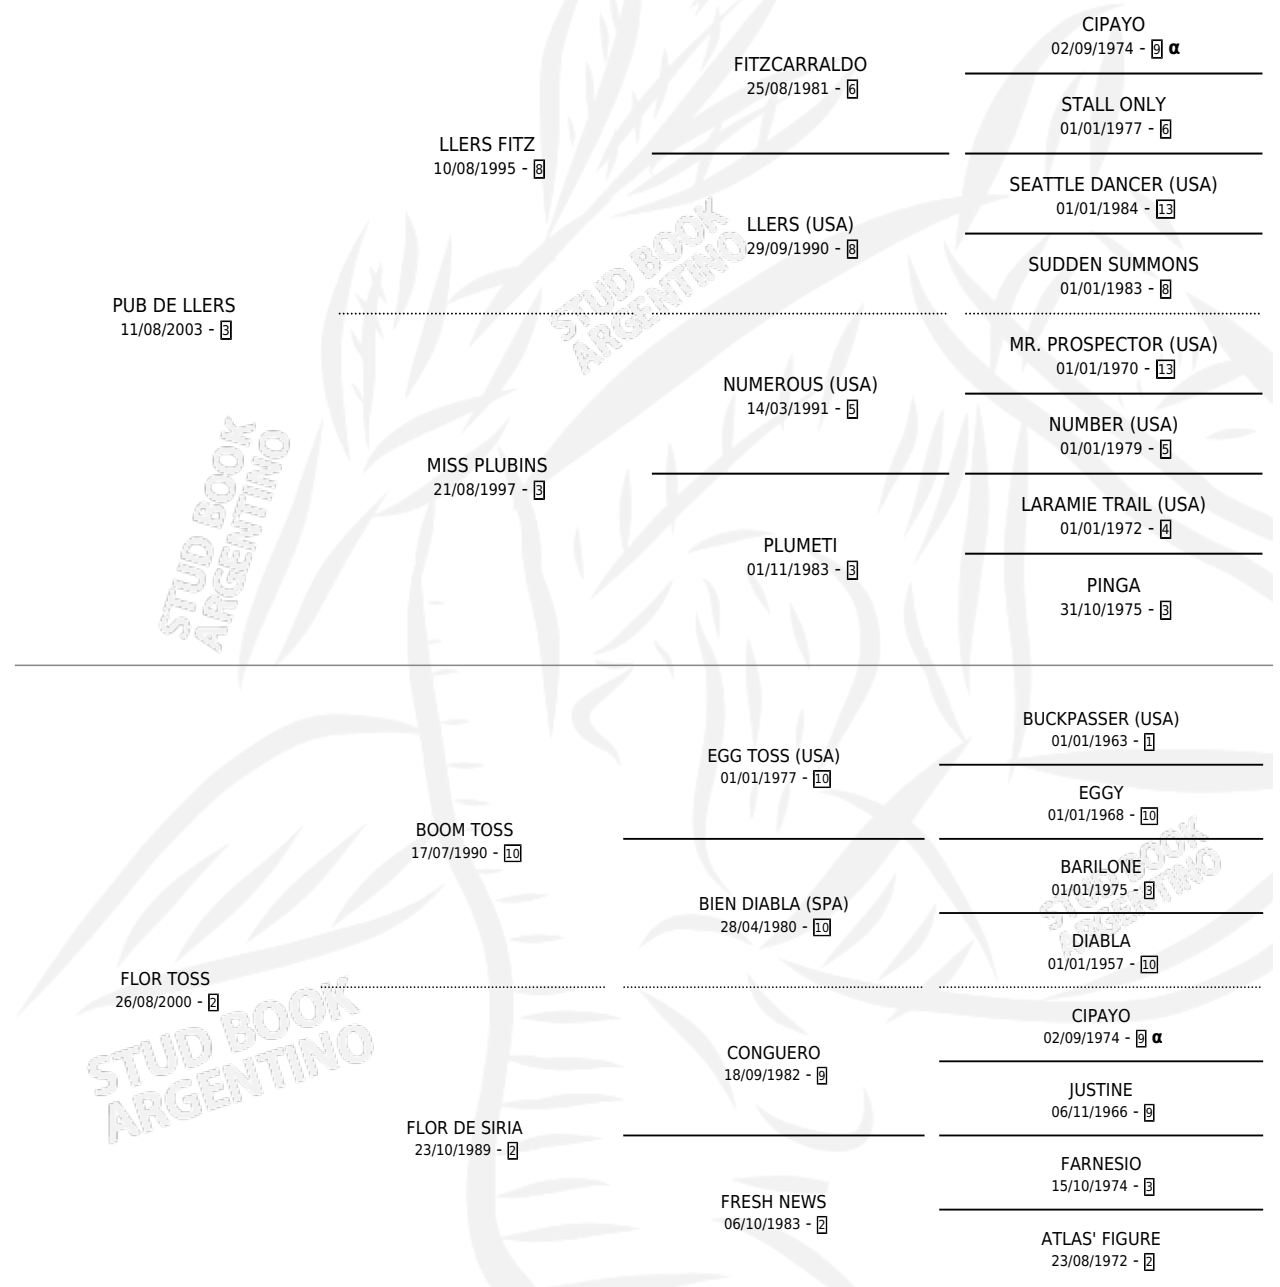 CIPAYO
02/09/1974 - 9 α
FITZCARRALDO
25/08/1981 - 6
STALL ONLY
01/01/1977 - 6
LLERS FITZ
10/08/1995 - 8
SEATTLE DANCER (USA)
01/01/1984 - 13
LLERS (USA)
29/09/1990 - 8
SUDDEN SUMMONS
01/01/1983 - 8
PUB DE LLERS
11/08/2003 - 3
MR. PROSPECTOR (USA)
01/01/1970 - 13
NUMEROUS (USA)
14/03/1991 - 5
NUMBER (USA)
01/01/1979 - 5
MISS PLUBINS
21/08/1997 - 3
LARAMIE TRAIL (USA)
01/01/1972 - 4
PLUMETI
01/11/1983 - 3
PINGA
31/10/1975 - 3
BUCKPASSER (USA)
01/01/1963 - 1
EGG TOSS (USA)
01/01/1977 - 10
EGGY
01/01/1968 - 10
BOOM TOSS
17/07/1990 - 10
BARILONE
01/01/1975 - 3
BIEN DIABLA (SPA)
28/04/1980 - 10
DIABLA
01/01/1957 - 10
FLOR TOSS
26/08/2000 - 2
CIPAYO
02/09/1974 - 9 α
CONGUERO
18/09/1982 - 9
JUSTINE
06/11/1966 - 9
FLOR DE SIRIA
23/10/1989 - 2
FARNESIO
15/10/1974 - 3
FRESH NEWS
06/10/1983 - 2
ATLAS' FIGURE
23/08/1972 - 2
STUD BOOK
ARGENTINO
STUD BOOK
ARGENTINO
STUD BOOK
ARGENTINO
STUD BOOK
ARGENTINO